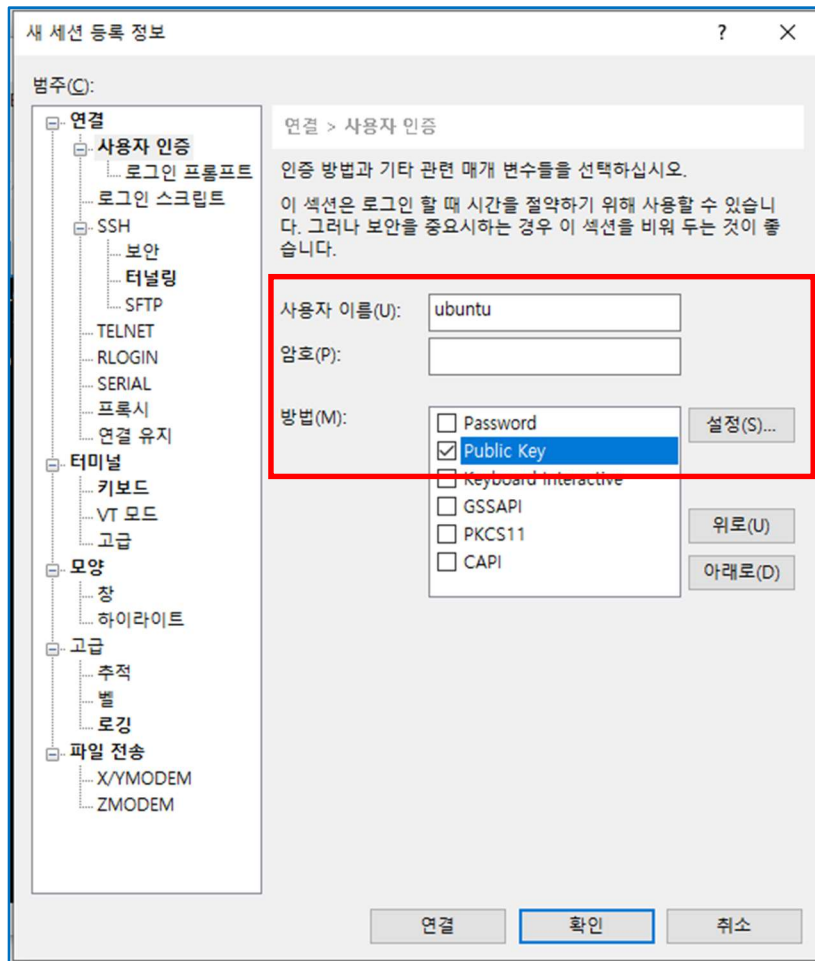 새 세션 등록 정보
범주(C):
연결
사용자 인증
로그인 프롬프트
로그인 스크립트
SSH
보안
터널링
SFTP
TELNET
RLOGIN
SERIAL
프록시
연결 유지
터미널
키보드
VT 모드
고급
모양
창
하이라이트
고급
추적
벨
로깅
파일 전송
X/YMODEM
ZMODEM
연결 > 사용자 인증
인증 방법과 기타 관련 매개 변수들을 선택하십시오.
이 섹션은 로그인 할 때 시간을 절약하기 위해 사용할 수 있습니
다. 그러나 보안을 중요시하는 경우 이 섹션을 비워 두는 것이 좋
습니다.
사용자 이름(U): ubuntu
암호(P):
방법(M):
Password
Public Key
Keyboard Interactive
GSSAPI
PKCS11
CAPI
설정(S)...
위로(U)
아래로(D)
연결 확인 취소